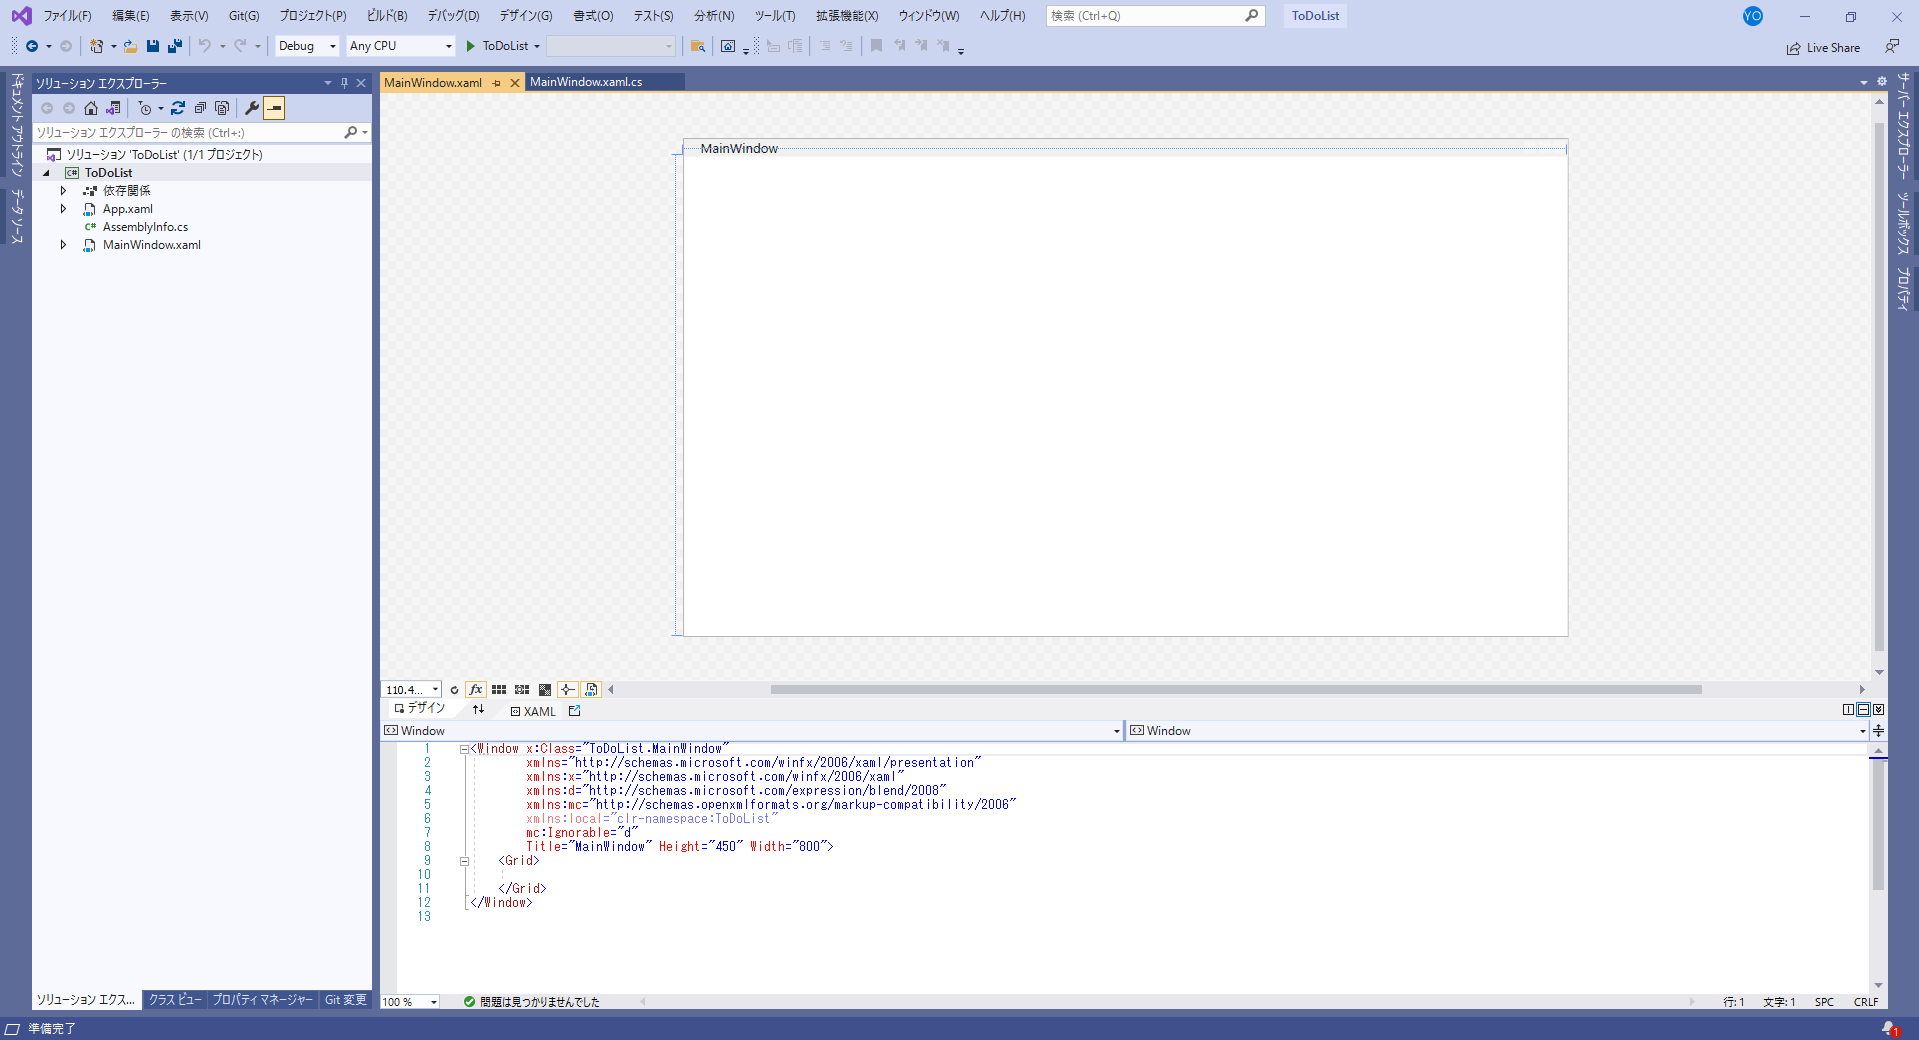 ファイル(F) 編集(E) 表示(V) Git(G) プロジェクト(P) ビルド(B) デバッグ(D) デザイン(G) 書式(O) テスト(S) 分析(N) ツール(T) 拡張機能(X) ウィンドウ(W) ヘルプ(H) 検索 (Ctrl+Q) ToDoList YO
Debug Any CPU ToDoList Live Share
ドキュメント アウトライン
データ ソース
ソリューション エクスプローラー
ソリューション エクスプローラー の検索 (Ctrl+:)
ソリューション 'ToDoList' (1/1 プロジェクト)
ToDoList
依存関係
App.xaml
AssemblyInfo.cs
MainWindow.xaml
MainWindow.xaml MainWindow.xaml.cs
MainWindow
サーバー エクスプローラー
ツールボックス
プロパティ
110.4... fx
デザイン XAML
Window Window
1 <Window x:Class="ToDoList.MainWindow"
2 xmlns="http://schemas.microsoft.com/winfx/2006/xaml/presentation"
3 xmlns:x="http://schemas.microsoft.com/winfx/2006/xaml"
4 xmlns:d="http://schemas.microsoft.com/expression/blend/2008"
5 xmlns:mc="http://schemas.openxmlformats.org/markup-compatibility/2006"
6 xmlns:local="clr-namespace:ToDoList"
7 mc:Ignorable="d"
8 Title="MainWindow" Height="450" Width="800">
9 <Grid>
10
11 </Grid>
12 </Window>
13
ソリューション エクス... クラス ビュー プロパティ マネージャー Git 変更
100 % 問題は見つかりませんでした 行: 1 文字: 1 SPC CRLF
準備完了 1